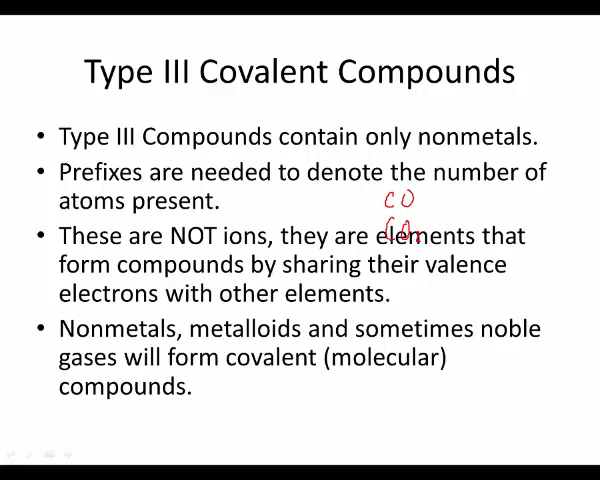 Type III Covalent Compounds
• Type III Compounds contain only nonmetals.
• Prefixes are needed to denote the number of
atoms present.
CO
CO₂
• These are NOT ions, they are elements that
form compounds by sharing their valence
electrons with other elements.
• Nonmetals, metalloids and sometimes noble
gases will form covalent (molecular)
compounds.